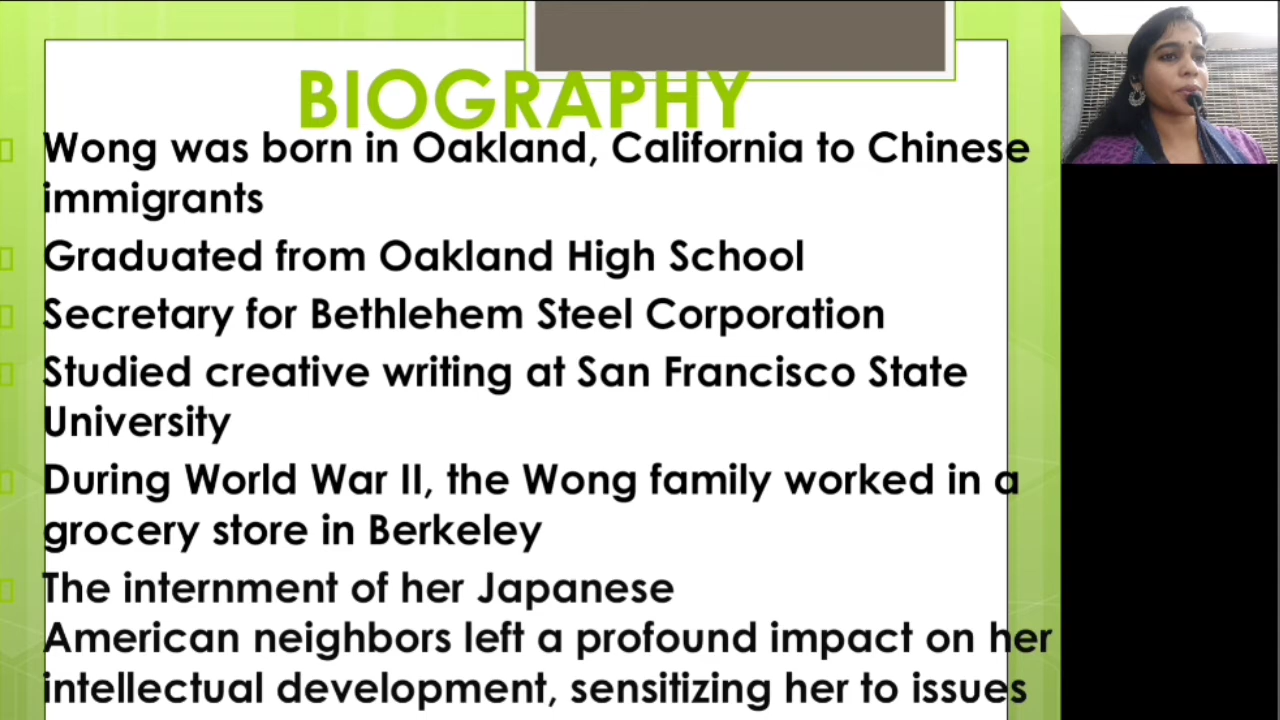 BIOGRAPHY
Wong was born in Oakland, California to Chinese
immigrants
Graduated from Oakland High School
Secretary for Bethlehem Steel Corporation
Studied creative writing at San Francisco State
University
During World War II, the Wong family worked in a
grocery store in Berkeley
The internment of her Japanese
American neighbors left a profound impact on her
intellectual development, sensitizing her to issues